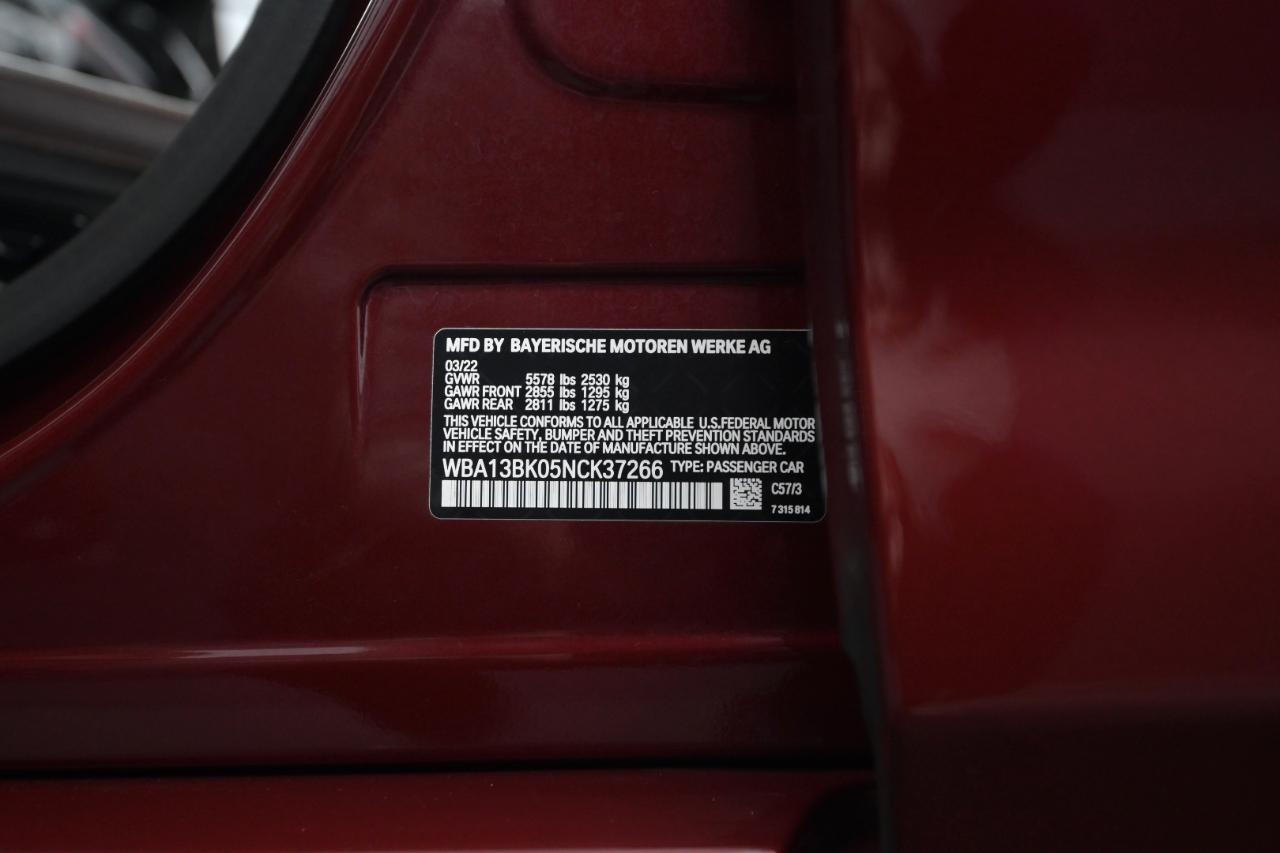 MFD BY BAYERISCHE MOTOREN WERKE AG
03/22
GVWR 5578 lbs 2530 kg
GAWR FRONT 2855 lbs 1295 kg
GAWR REAR 2811 lbs 1275 kg
THIS VEHICLE CONFORMS TO ALL APPLICABLE U.S.FEDERAL MOTOR
VEHICLE SAFETY, BUMPER AND THEFT PREVENTION STANDARDS
IN EFFECT ON THE DATE OF MANUFACTURE SHOWN ABOVE.
WBA13BK05NCK37266 TYPE: PASSENGER CAR
C57/3
7 315 814